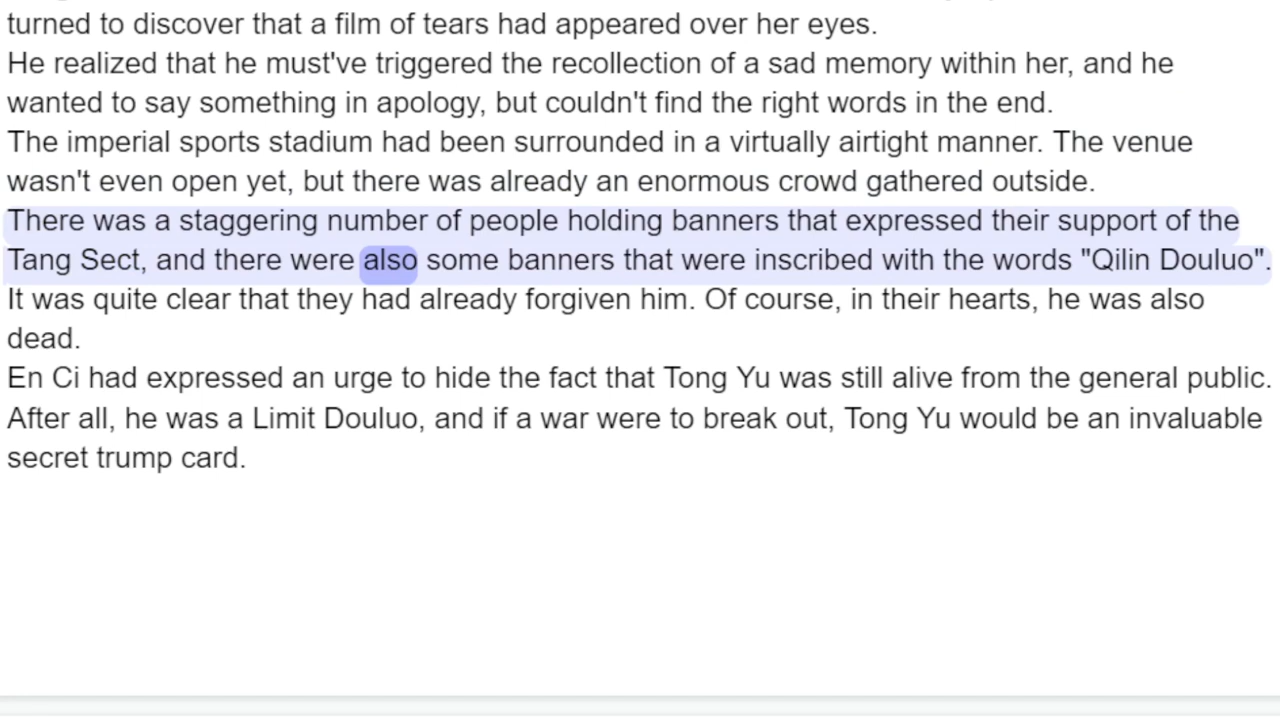 turned to discover that a film of tears had appeared over her eyes.
He realized that he must've triggered the recollection of a sad memory within her, and he
wanted to say something in apology, but couldn't find the right words in the end.
The imperial sports stadium had been surrounded in a virtually airtight manner. The venue
wasn't even open yet, but there was already an enormous crowd gathered outside.
There was a staggering number of people holding banners that expressed their support of the
Tang Sect, and there were also some banners that were inscribed with the words "Qilin Douluo".
It was quite clear that they had already forgiven him. Of course, in their hearts, he was also
dead.
En Ci had expressed an urge to hide the fact that Tong Yu was still alive from the general public.
After all, he was a Limit Douluo, and if a war were to break out, Tong Yu would be an invaluable
secret trump card.